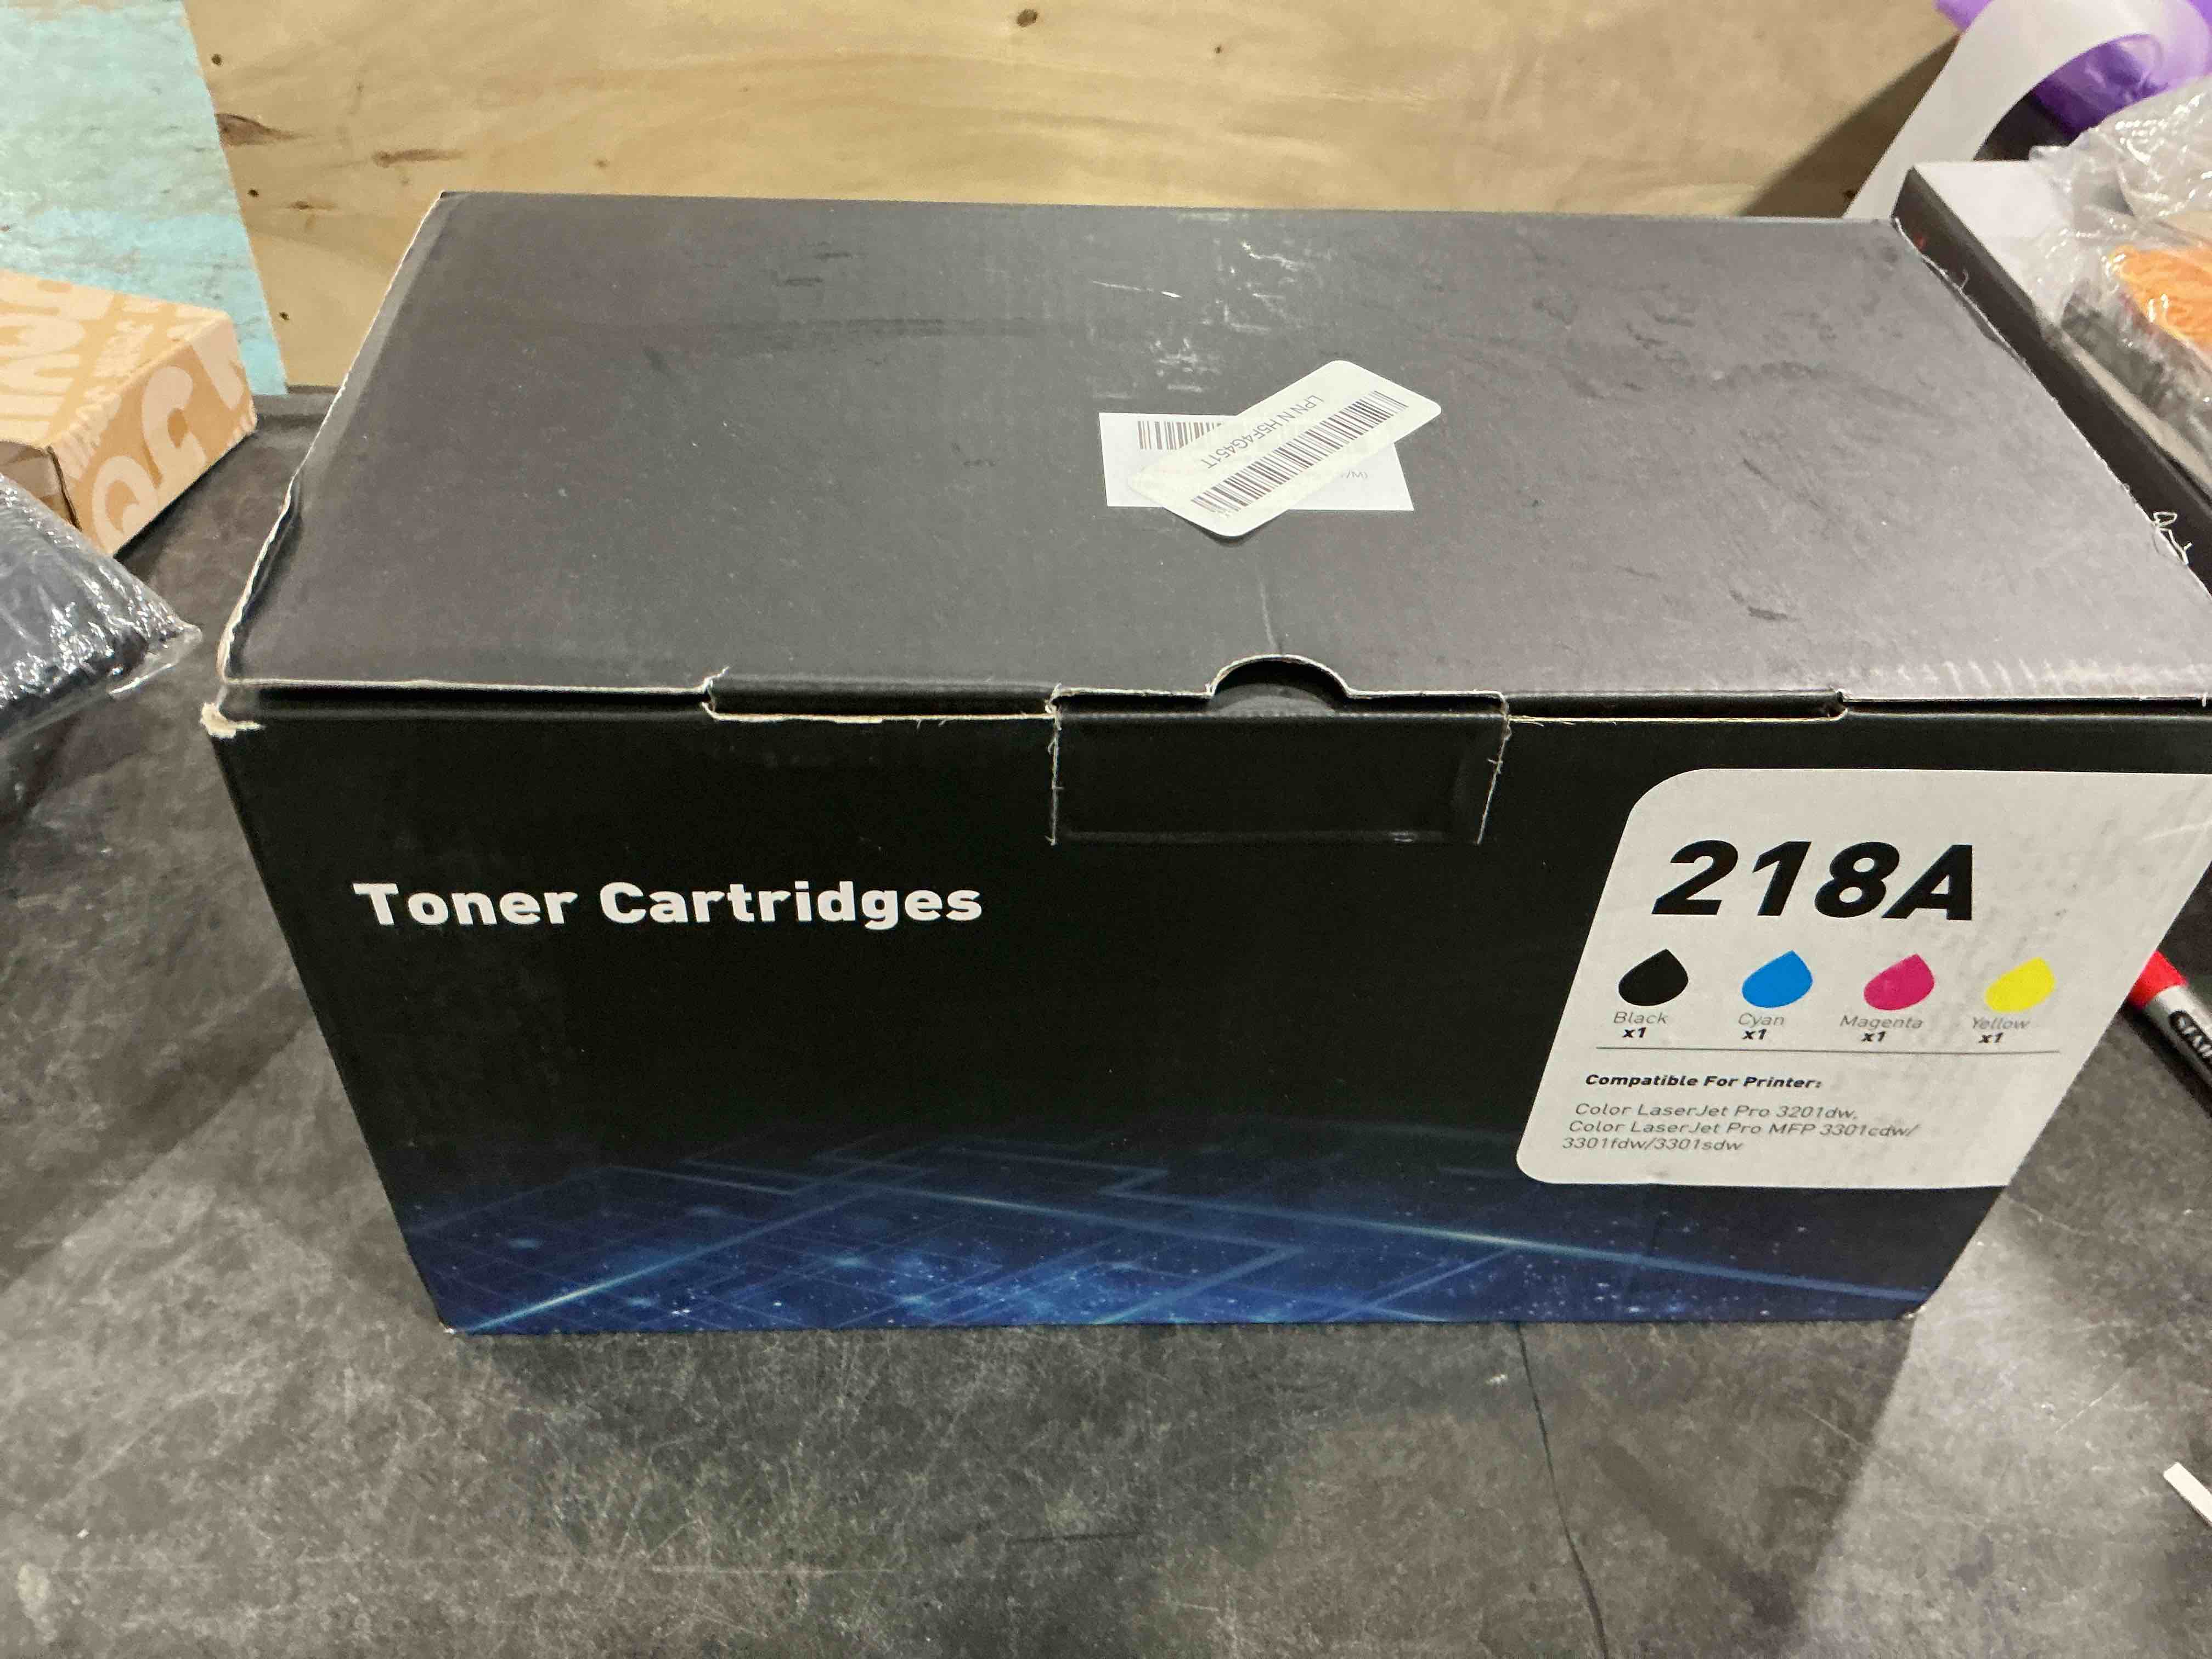 LPN N H5F4G451T
Toner Cartridges
218A
Black Cyan Magenta Yellow
x1 x1 x1 x1
Compatible For Printer:
Color LaserJet Pro 3201dw,
Color LaserJet Pro MFP 3301cdw/
3301fdw/3301sdw